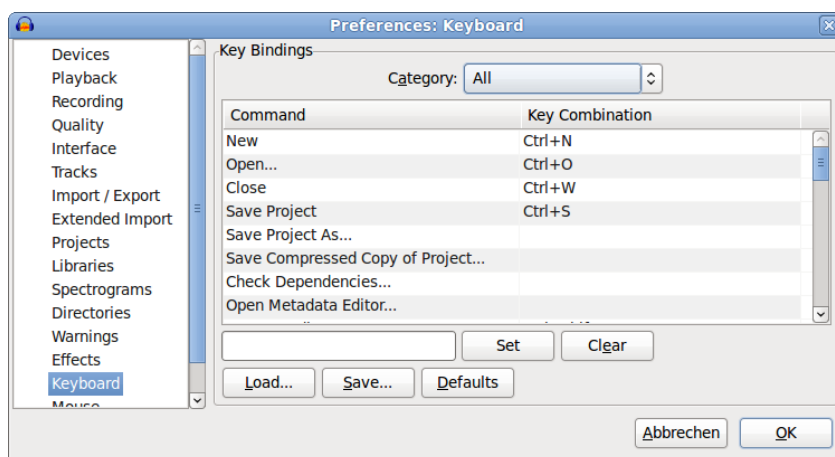 Preferences: Keyboard
Devices
Playback
Recording
Quality
Interface
Tracks
Import / Export
Extended Import
Projects
Libraries
Spectrograms
Directories
Warnings
Effects
Keyboard
Mouse
Key Bindings
Category: All
Command Key Combination
New Ctrl+N
Open... Ctrl+O
Close Ctrl+W
Save Project Ctrl+S
Save Project As...
Save Compressed Copy of Project...
Check Dependencies...
Open Metadata Editor...
Set Clear
Load... Save... Defaults
Abbrechen OK